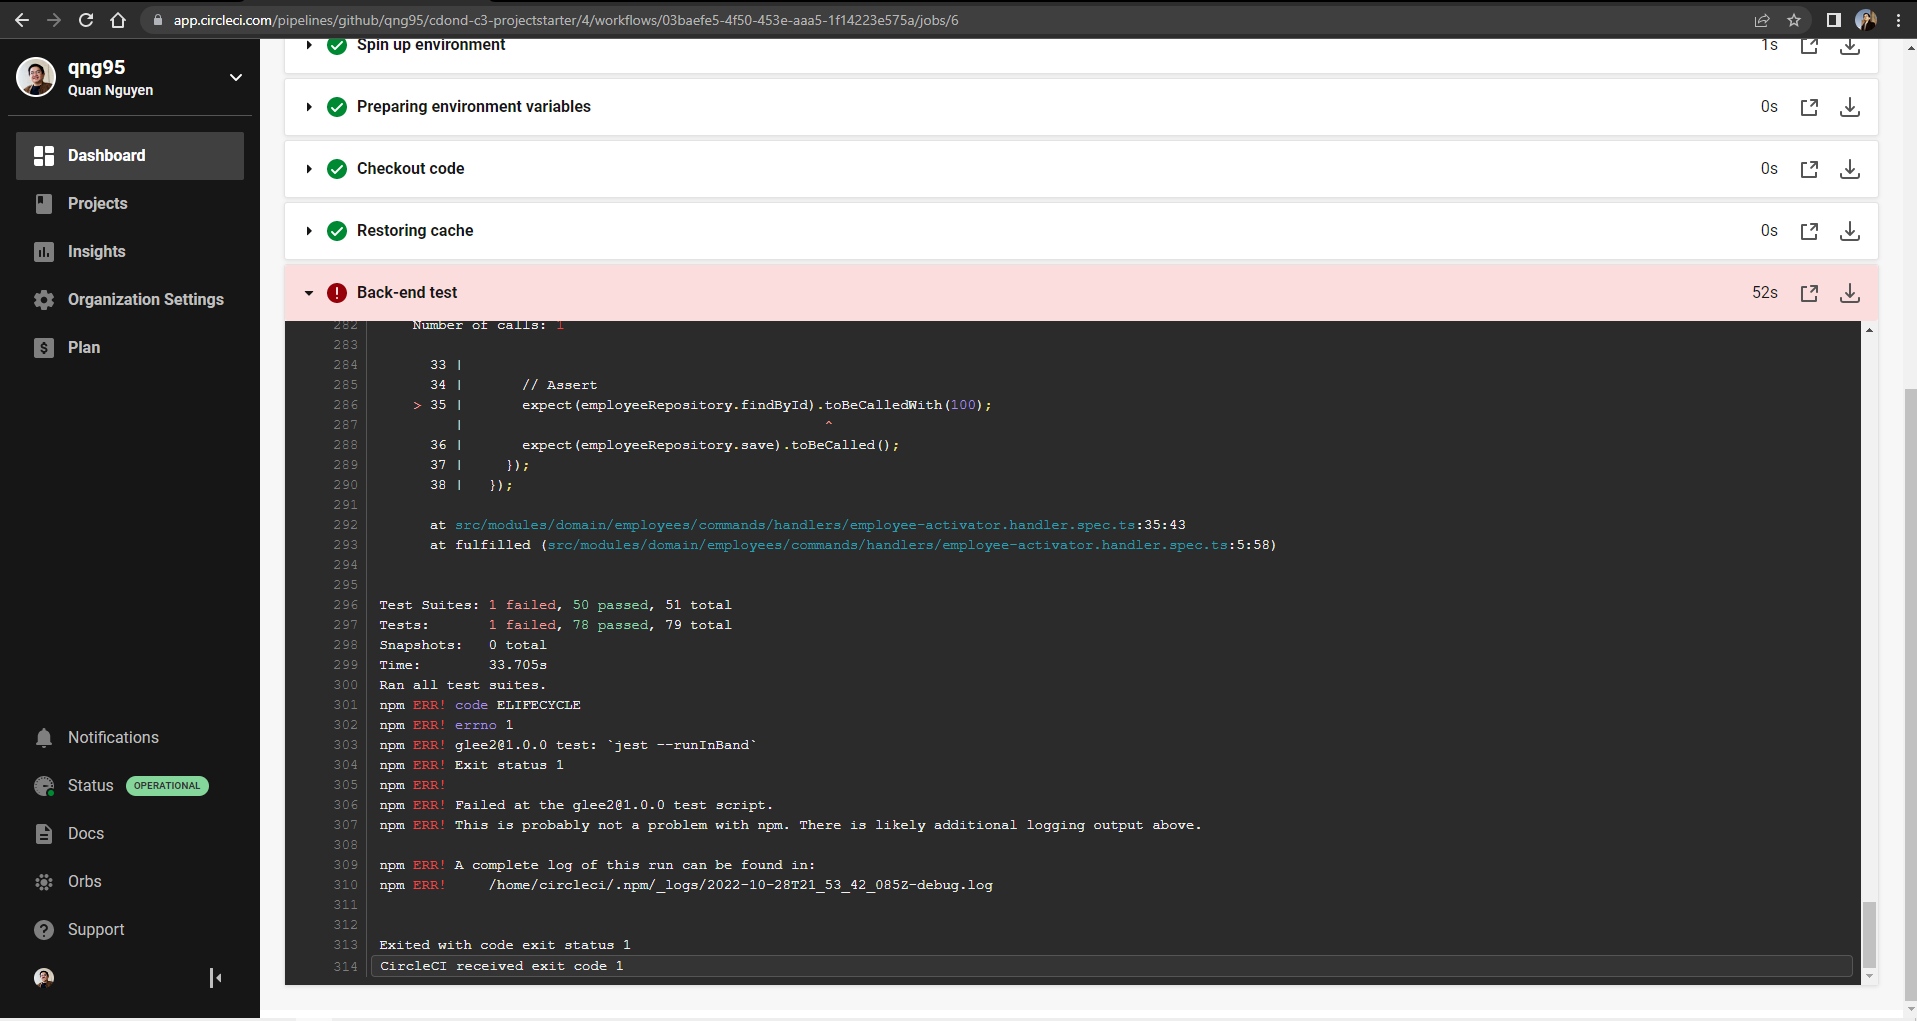 app.circleci.com/pipelines/github/qng95/cdond-c3-projectstarter/4/workflows/03baefe5-4f50-453e-aaa5-1f14223e575a/jobs/6
qng95
Quan Nguyen
Dashboard
Projects
Insights
Organization Settings
Plan
Notifications
Status OPERATIONAL
Docs
Orbs
Support
Spin up environment 1s
Preparing environment variables 0s
Checkout code 0s
Restoring cache 0s
Back-end test 52s
282 Number of calls: 1
283
284 33 |
285 34 | // Assert
286 > 35 | expect(employeeRepository.findById).toBeCalledWith(100);
287 | ^
288 36 | expect(employeeRepository.save).toBeCalled();
289 37 | });
290 38 | });
291
292 at src/modules/domain/employees/commands/handlers/employee-activator.handler.spec.ts:35:43
293 at fulfilled (src/modules/domain/employees/commands/handlers/employee-activator.handler.spec.ts:5:58)
294
295
296 Test Suites: 1 failed, 50 passed, 51 total
297 Tests: 1 failed, 78 passed, 79 total
298 Snapshots: 0 total
299 Time: 33.705s
300 Ran all test suites.
301 npm ERR! code ELIFECYCLE
302 npm ERR! errno 1
303 npm ERR! glee2@1.0.0 test: `jest --runInBand`
304 npm ERR! Exit status 1
305 npm ERR!
306 npm ERR! Failed at the glee2@1.0.0 test script.
307 npm ERR! This is probably not a problem with npm. There is likely additional logging output above.
308
309 npm ERR! A complete log of this run can be found in:
310 npm ERR! /home/circleci/.npm/_logs/2022-10-28T21_53_42_085Z-debug.log
311
312
313 Exited with code exit status 1
314 CircleCI received exit code 1